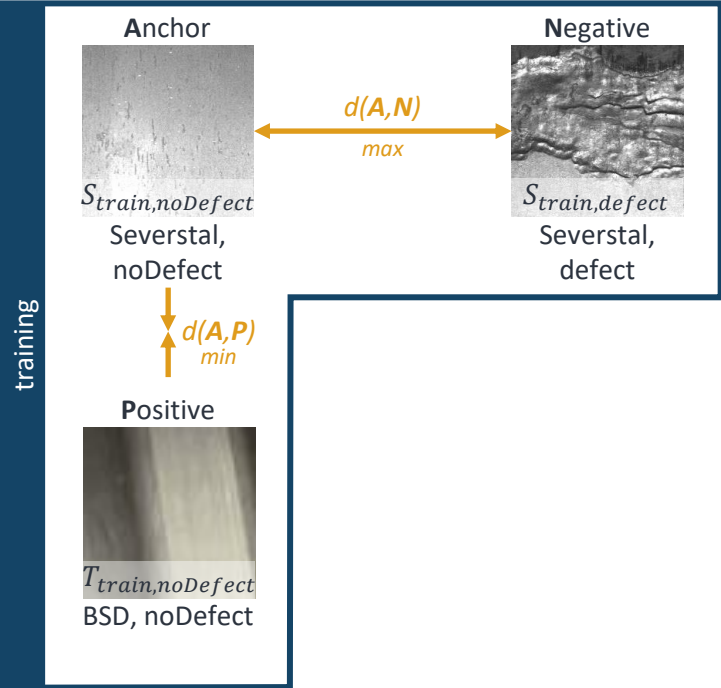 training
Anchor
S_train,noDefect
Severstal,
noDefect
d(A,N)
max
Negative
S_train,defect
Severstal,
defect
d(A,P)
min
Positive
T_train,noDefect
BSD, noDefect